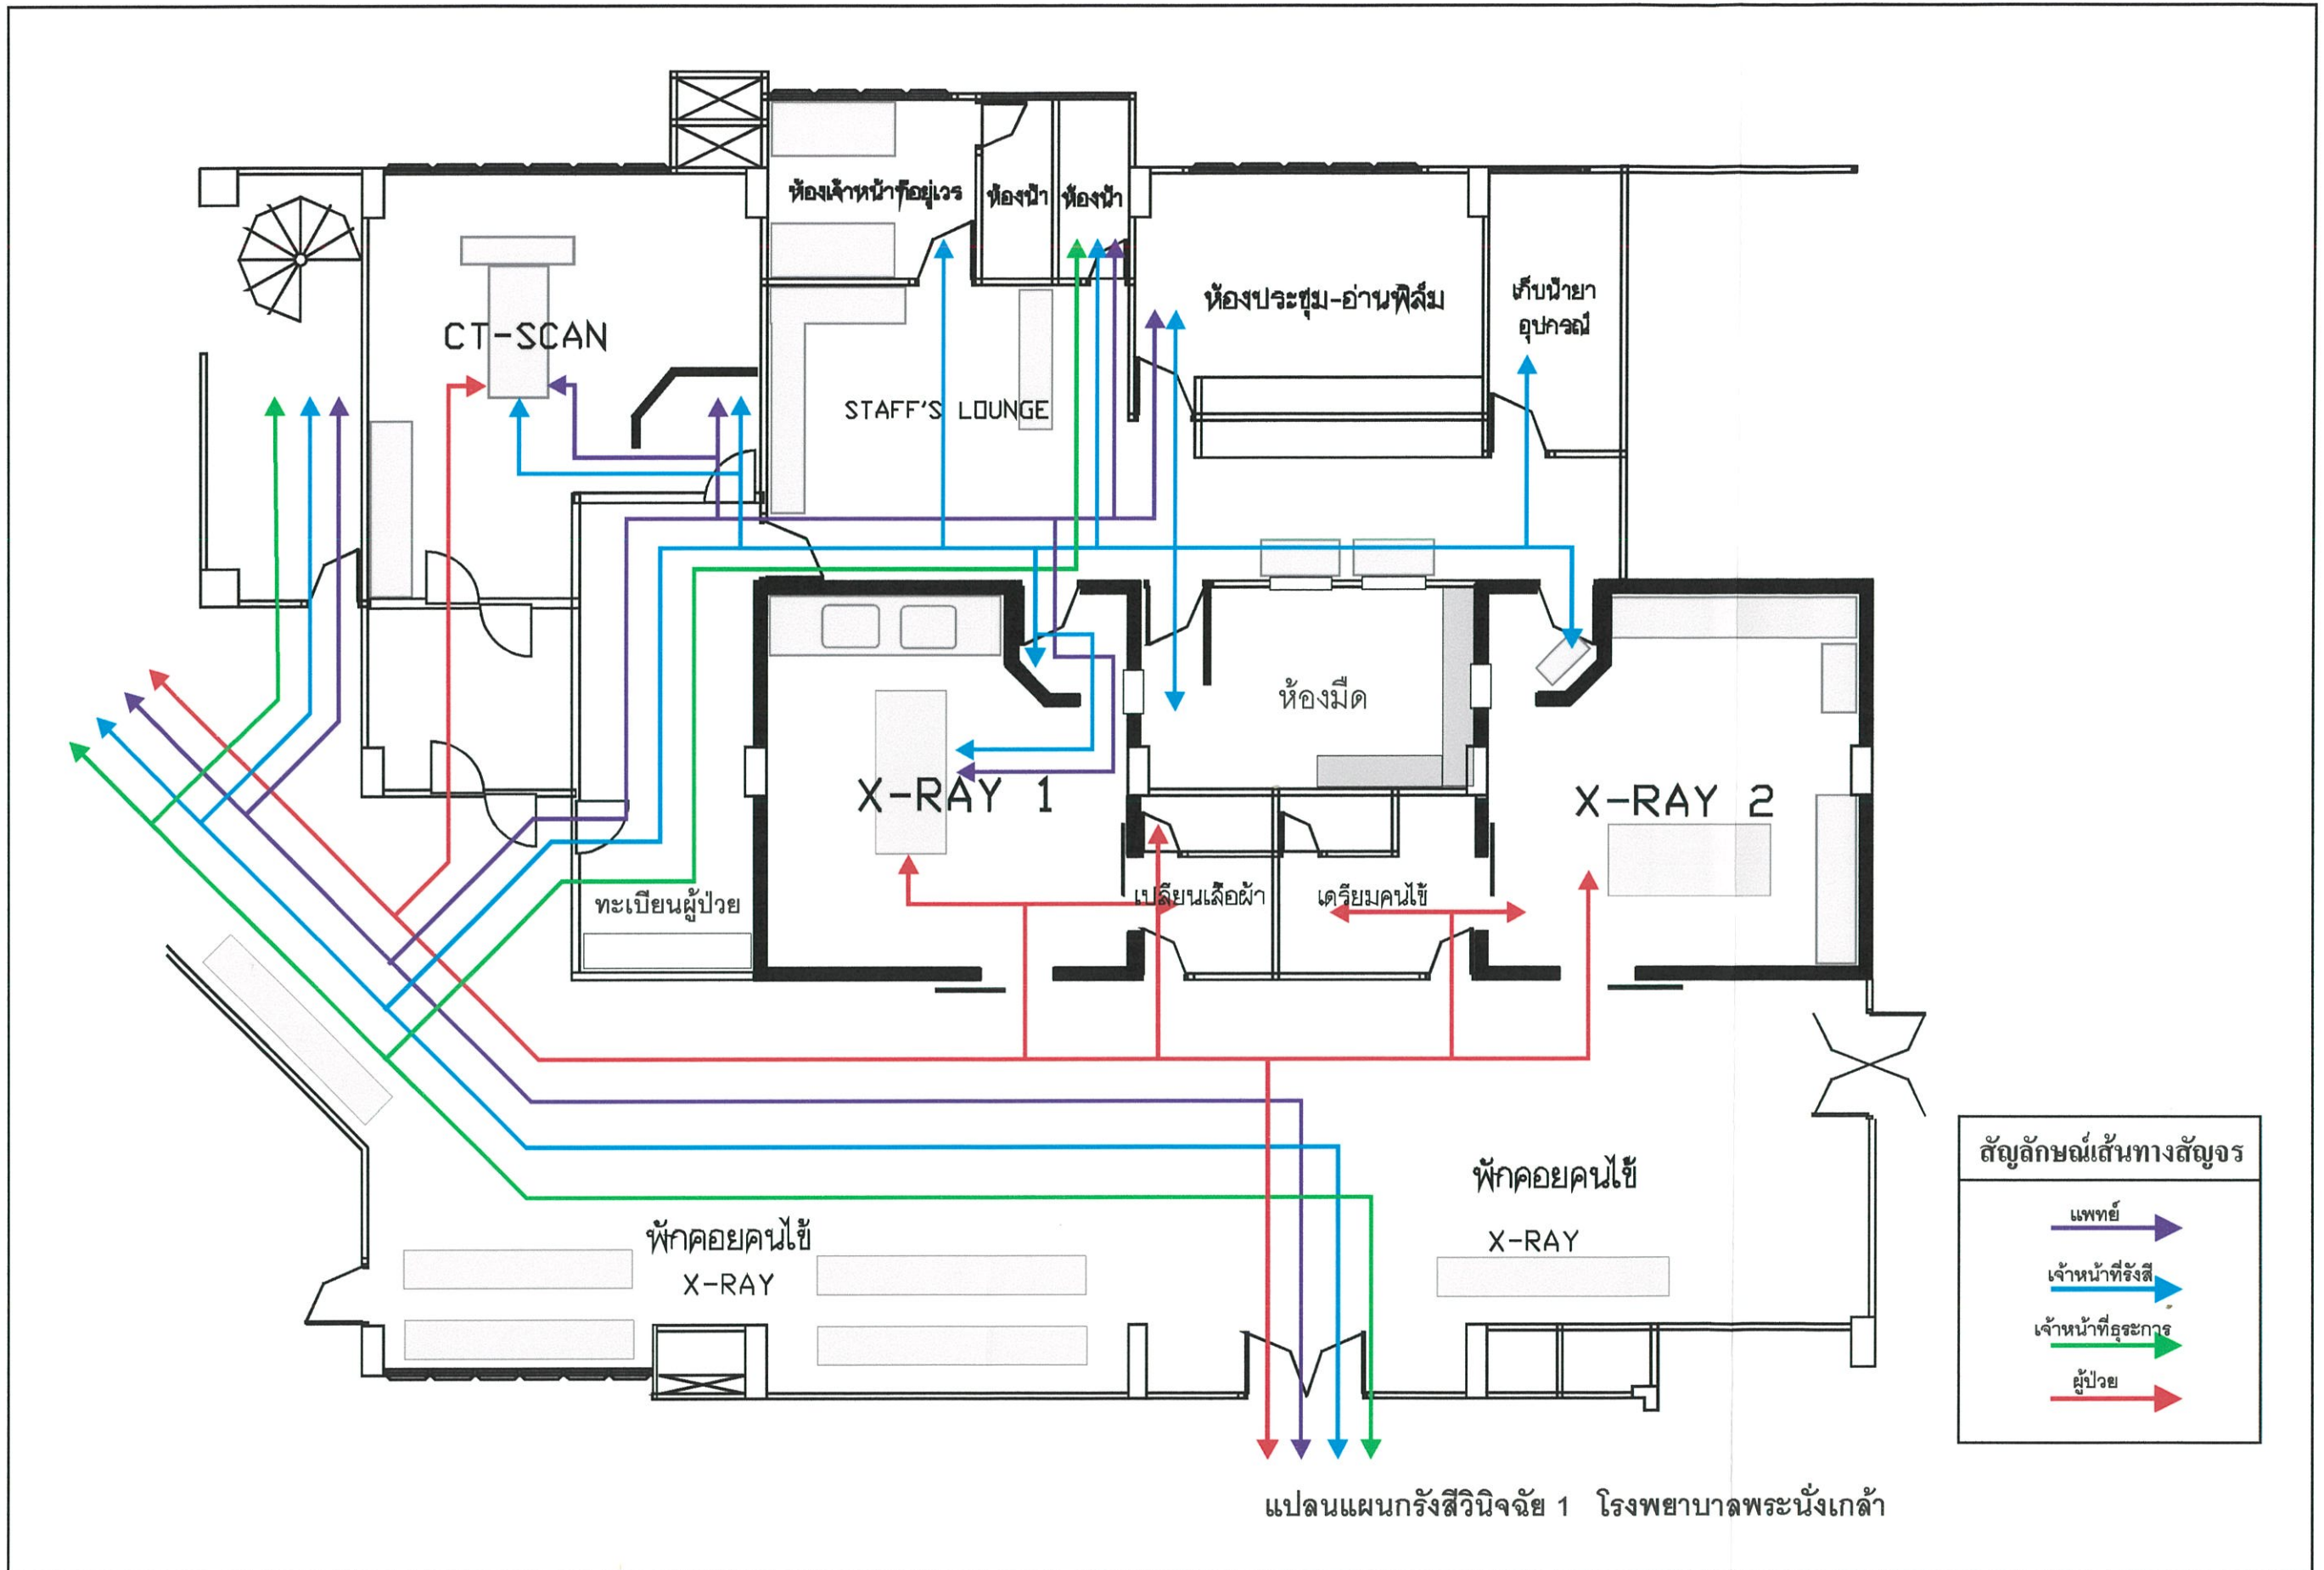 ห้องเจ้าหน้าที่อยู่เวร
ห้องน้ำ
ห้องน้ำ
ห้องประชุม-อ่านฟิล์ม
เก็บน้ำยา
อุปกรณ์
CT-SCAN
STAFF'S LOUNGE
ห้องมืด
X-RAY 1
X-RAY 2
ทะเบียนผู้ป่วย
เปลี่ยนเสื้อผ้า
เตรียมคนไข้
พักคอยคนไข้
X-RAY
พักคอยคนไข้
X-RAY
สัญลักษณ์เส้นทางสัญจร
แพทย์
เจ้าหน้าที่รังสี
เจ้าหน้าที่ธุระการ
ผู้ป่วย
แปลนแผนกรังสีวินิจฉัย 1 โรงพยาบาลพระนั่งเกล้า